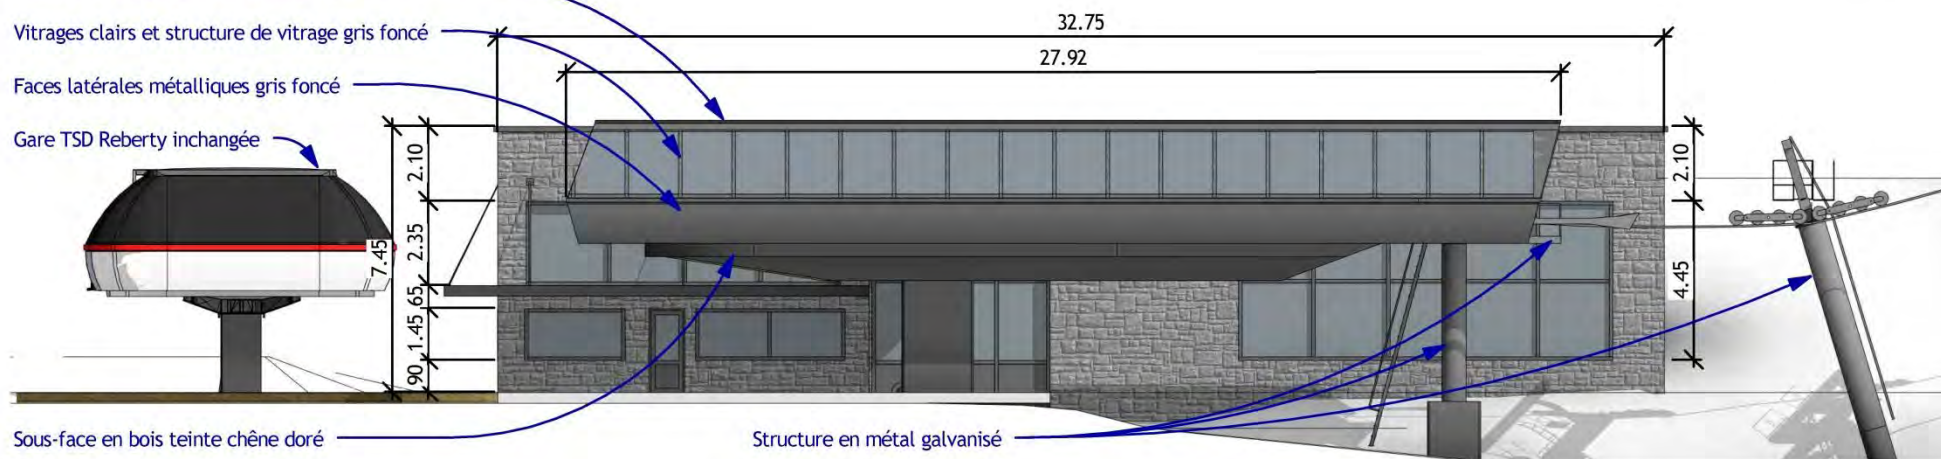 32.75
Vitrages clairs et structure de vitrage gris foncé
27.92
Faces latérales métalliques gris foncé
Gare TSD Reberty inchangée
7.45
2.10
2.35
65
1.45
90
2.10
4.45
Sous-face en bois teinte chêne doré
Structure en métal galvanisé